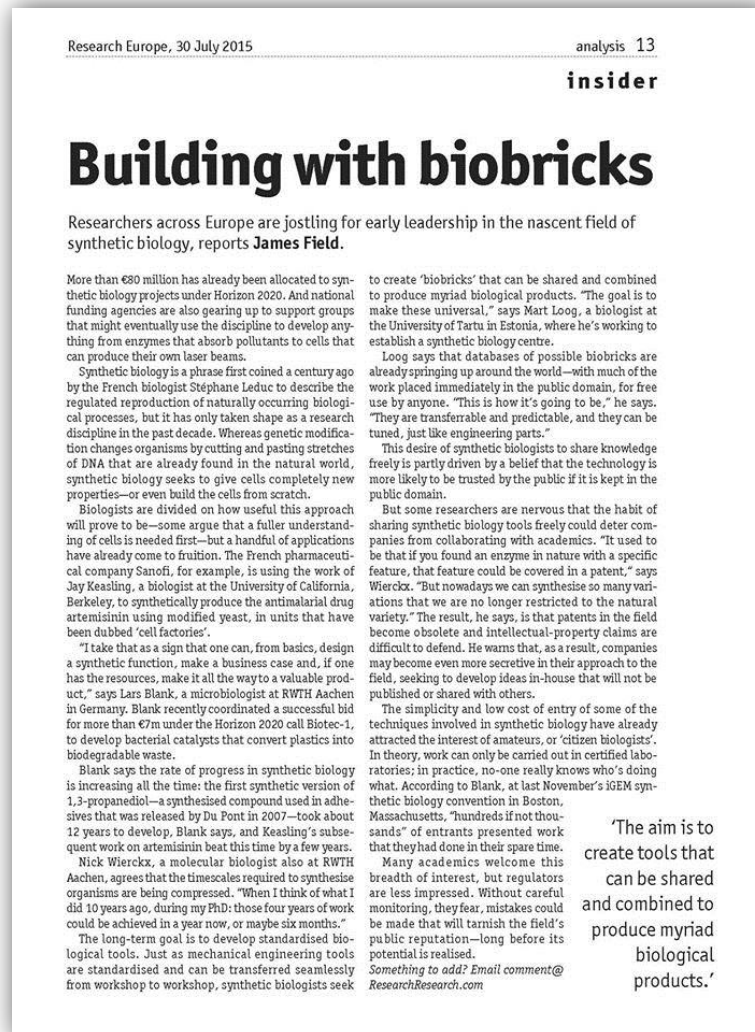 Research Europe, 30 July 2015
analysis 13
insider
Building with biobricks
Researchers across Europe are jostling for early leadership in the nascent field of
synthetic biology, reports James Field.
More than €80 million has already been allocated to syn-
thetic biology projects under Horizon 2020. And national
funding agencies are also gearing up to support groups
that might eventually use the discipline to develop any-
thing from enzymes that absorb pollutants to cells that
can produce their own laser beams.
Synthetic biology is a phrase first coined a century ago
by the French biologist Stéphane Leduc to describe the
regulated reproduction of naturally occurring biologi-
cal processes, but it has only taken shape as a research
discipline in the past decade. Whereas genetic modifica-
tion changes organisms by cutting and pasting stretches
of DNA that are already found in the natural world,
synthetic biology seeks to give cells completely new
properties—or even build the cells from scratch.
Biologists are divided on how useful this approach
will prove to be—some argue that a fuller understand-
ing of cells is needed first—but a handful of applications
have already come to fruition. The French pharmaceuti-
cal company Sanofi, for example, is using the work of
Jay Keasling, a biologist at the University of California,
Berkeley, to synthetically produce the antimalarial drug
artemisinin using modified yeast, in units that have
been dubbed ‘cell factories’.
“I take that as a sign that one can, from basics, design
a synthetic function, make a business case and, if one
has the resources, make it all the way to a valuable prod-
uct,” says Lars Blank, a microbiologist at RWTH Aachen
in Germany. Blank recently coordinated a successful bid
for more than €7m under the Horizon 2020 call Biotec-1,
to develop bacterial catalysts that convert plastics into
biodegradable waste.
Blank says the rate of progress in synthetic biology
is increasing all the time: the first synthetic version of
1,3-propanediol—a synthesised compound used in adhe-
sives that was released by Du Pont in 2007—took about
12 years to develop, Blank says, and Keasling’s subse-
quent work on artemisinin beat this time by a few years.
Nick Wierckx, a molecular biologist also at RWTH
Aachen, agrees that the timescales required to synthesise
organisms are being compressed. “When I think of what I
did 10 years ago, during my PhD: those four years of work
could be achieved in a year now, or maybe six months.”
The long-term goal is to develop standardised bio-
logical tools. Just as mechanical engineering tools
are standardised and can be transferred seamlessly
from workshop to workshop, synthetic biologists seek
to create ‘biobricks’ that can be shared and combined
to produce myriad biological products. “The goal is to
make these universal,” says Mart Loog, a biologist at
the University of Tartu in Estonia, where he’s working to
establish a synthetic biology centre.
Loog says that databases of possible biobricks are
already springing up around the world—with much of the
work placed immediately in the public domain, for free
use by anyone. “This is how it’s going to be,” he says.
“They are transferrable and predictable, and they can be
tuned, just like engineering parts.”
This desire of synthetic biologists to share knowledge
freely is partly driven by a belief that the technology is
more likely to be trusted by the public if it is kept in the
public domain.
But some researchers are nervous that the habit of
sharing synthetic biology tools freely could deter com-
panies from collaborating with academics. “It used to
be that if you found an enzyme in nature with a specific
feature, that feature could be covered in a patent,” says
Wierckx. “But nowadays we can synthesise so many vari-
ations that we are no longer restricted to the natural
variety.” The result, he says, is that patents in the field
become obsolete and intellectual-property claims are
difficult to defend. He warns that, as a result, companies
may become even more secretive in their approach to the
field, seeking to develop ideas in-house that will not be
published or shared with others.
The simplicity and low cost of entry of some of the
techniques involved in synthetic biology have already
attracted the interest of amateurs, or ‘citizen biologists’.
In theory, work can only be carried out in certified labo-
ratories; in practice, no-one really knows who’s doing
what. According to Blank, at last November’s iGEM syn-
thetic biology convention in Boston,
Massachusetts, “hundreds if not thou-
sands” of entrants presented work
that they had done in their spare time.
Many academics welcome this
breadth of interest, but regulators
are less impressed. Without careful
monitoring, they fear, mistakes could
be made that will tarnish the field’s
public reputation—long before its
potential is realised.
Something to add? Email comment@
ResearchResearch.com
‘The aim is to
create tools that
can be shared
and combined to
produce myriad
biological
products.’